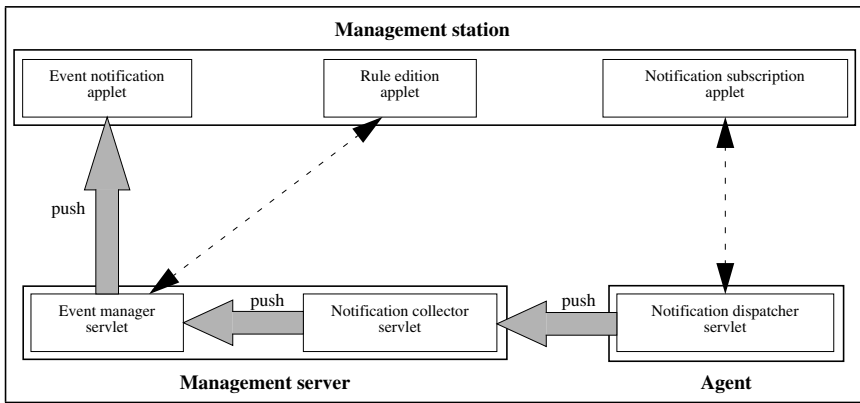 Management station
Event notification
applet
Rule edition
applet
Notification subscription
applet
push
Event manager
servlet
push
Notification collector
servlet
push
Notification dispatcher
servlet
Management server
Agent